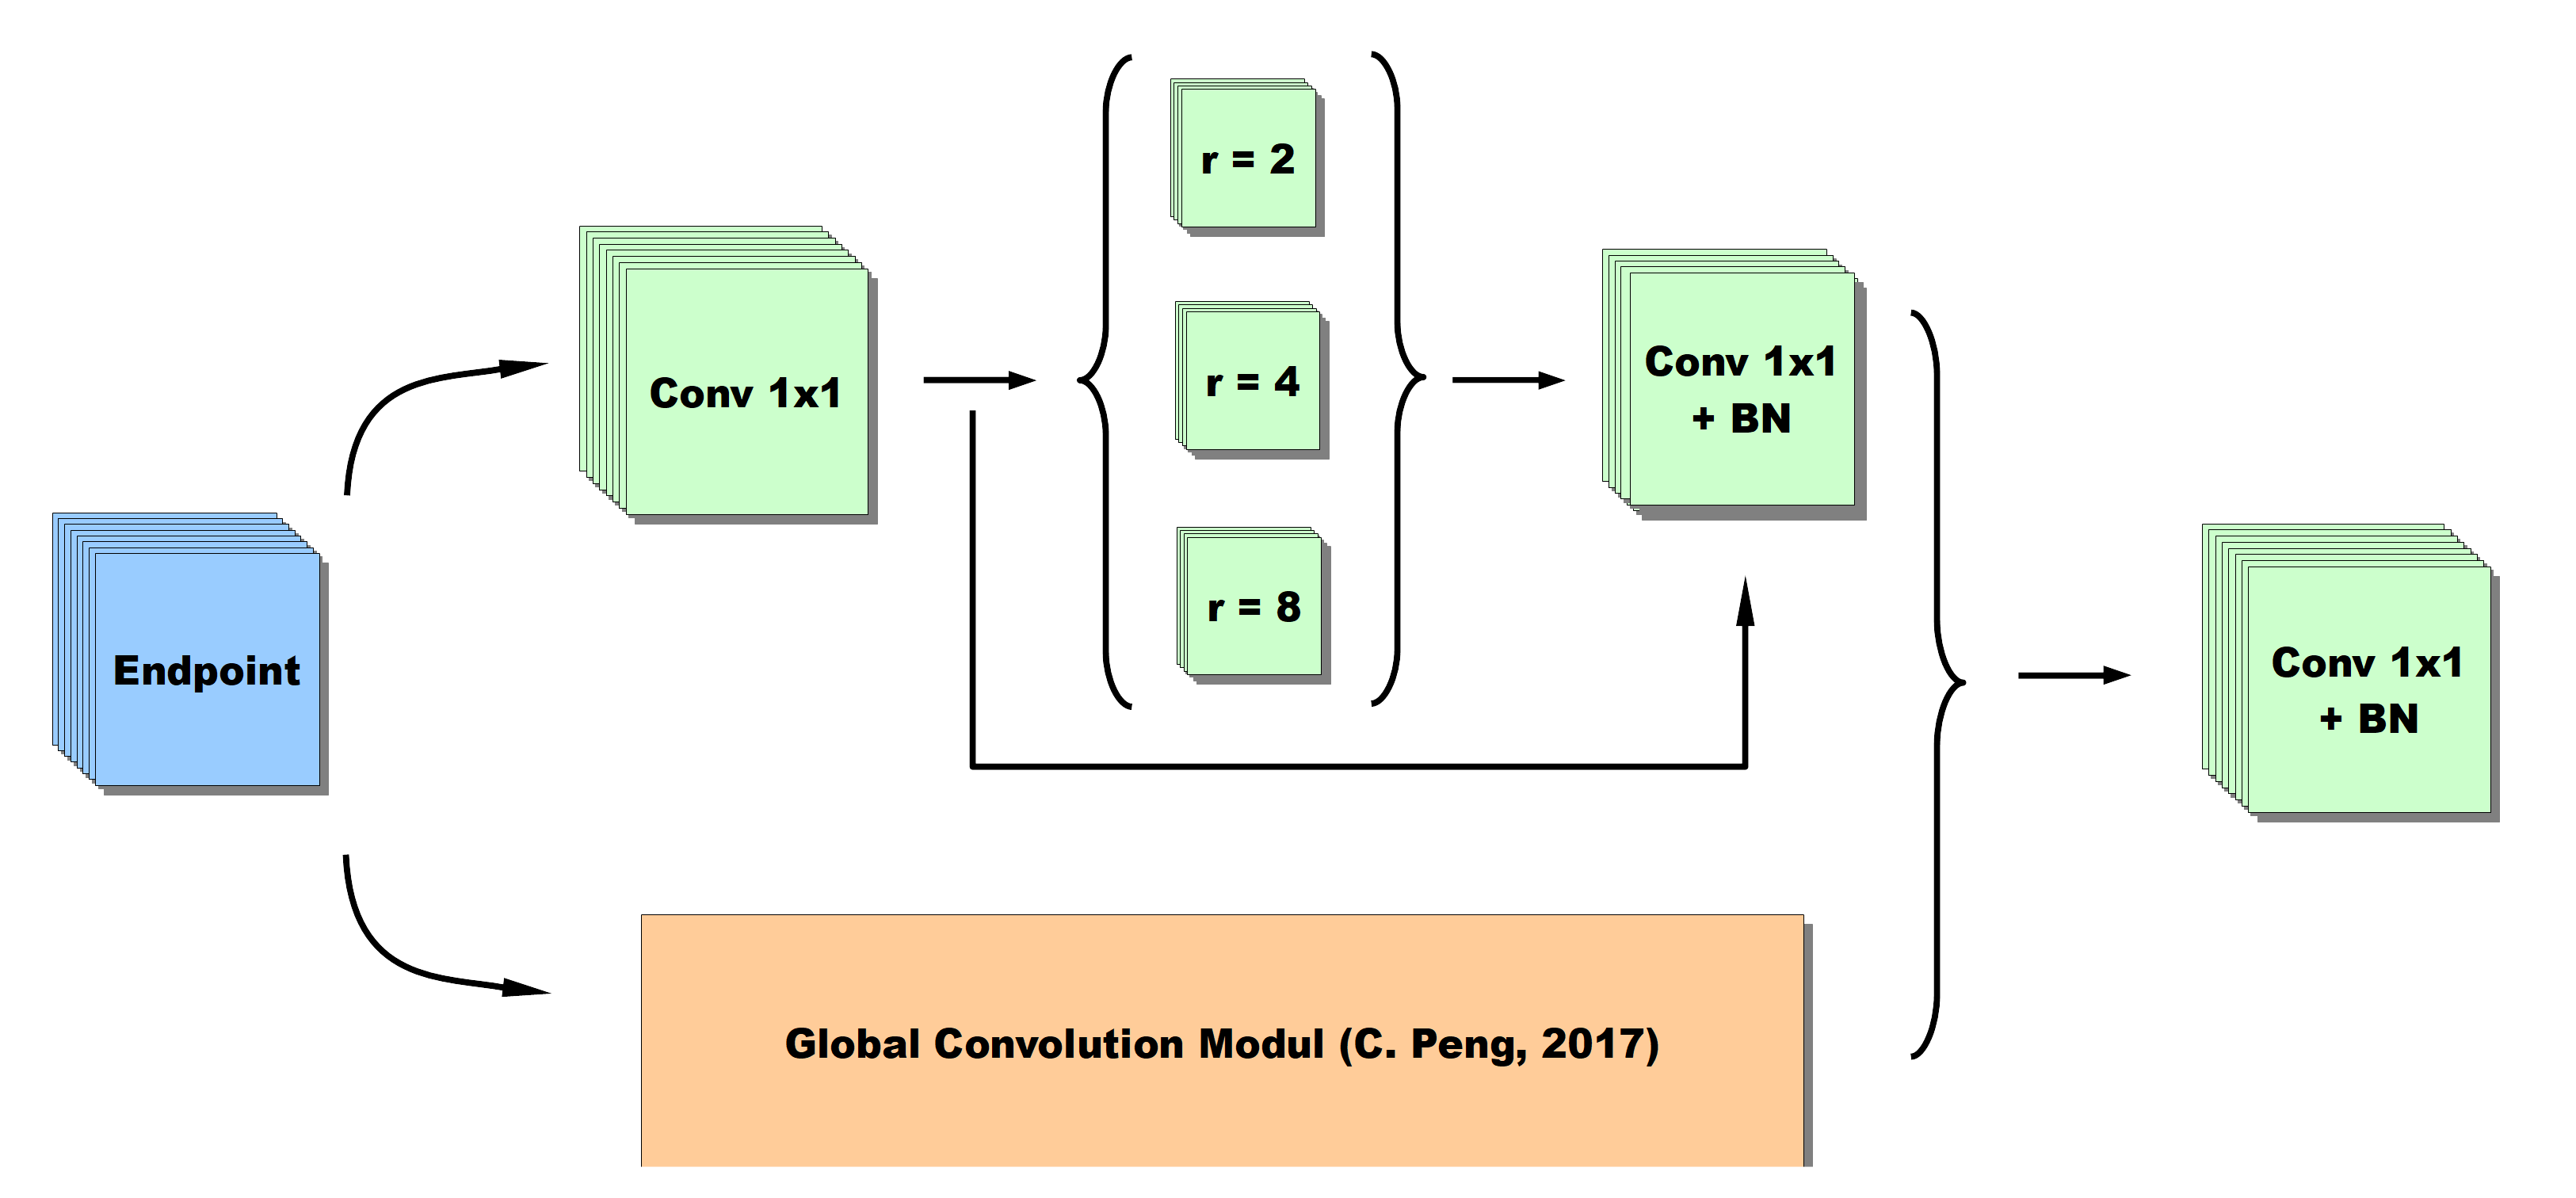 Endpoint
Conv 1x1
r = 2
r = 4
r = 8
Conv 1x1
+ BN
Global Convolution Modul (C. Peng, 2017)
Conv 1x1
+ BN